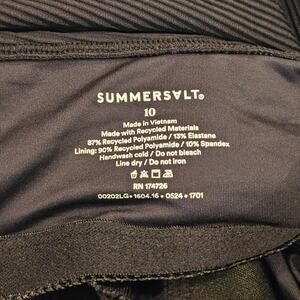 SUMMERSALT®
10
Made in Vietnam
Made with Recycled Materials
87% Recycled Polyamide / 13% Elastane
Lining: 90% Recycled Polyamide / 10% Spandex
Handwash cold / Do not bleach
Line dry / Do not iron
RN 174726
00202LG•1604.16•0524•1701